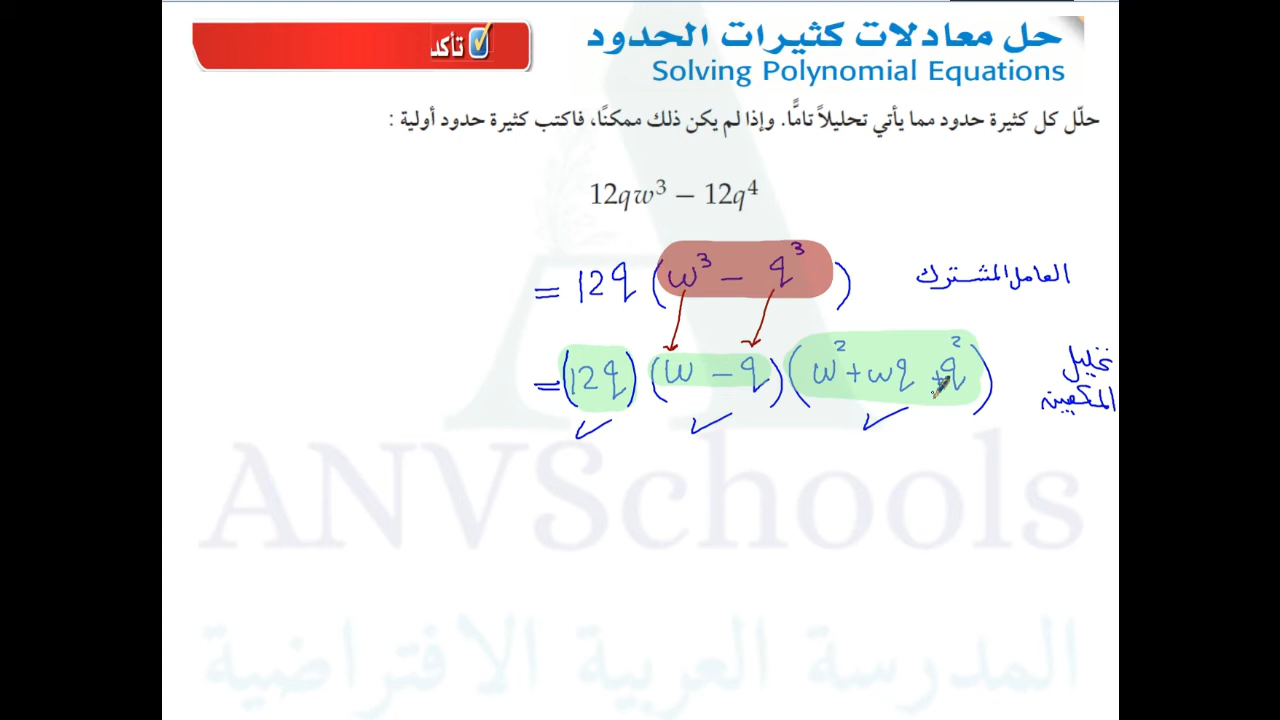 حل معادلات كثيرات الحدود
Solving Polynomial Equations
تأكد
حلّل كل كثيرة حدود مما يأتي تحليلاً تامًّا. وإذا لم يكن ذلك ممكنًا، فاكتب كثيرة حدود أولية :
12qw³ − 12q⁴
= 12q (w³ − q³) العامل المشترك
= (12q) (w − q) (w² + wq + q²) تحليل المكعبين
ANVSchools
المدرسة العربية الافتراضية